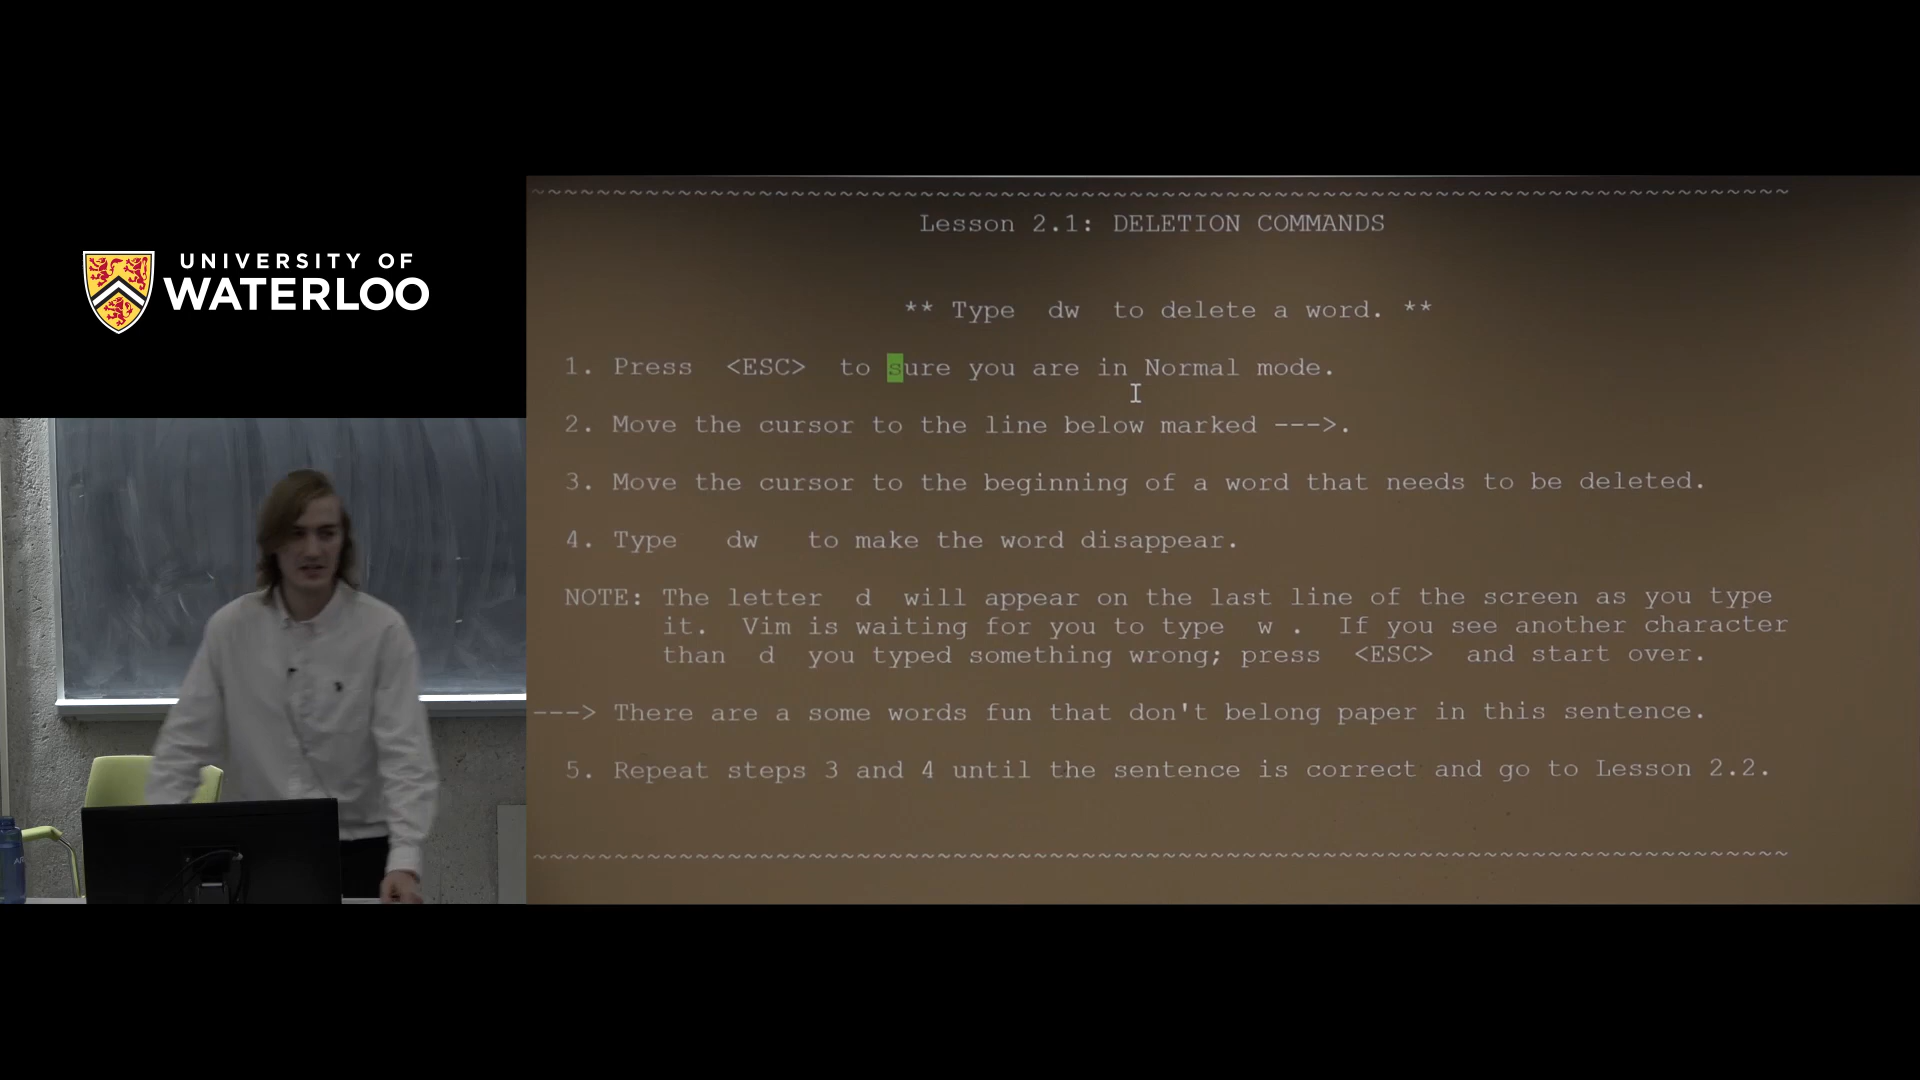 UNIVERSITY OF
WATERLOO
~~~~~~~~~~~~~~~~~~~~~~~~~~~~~~~~~~~~~~~~~~~~~~~~~~~~~~~~~~~~~~~~~~~~~~~~~~~~~~
Lesson 2.1: DELETION COMMANDS
** Type dw to delete a word. **
1. Press <ESC> to sure you are in Normal mode.
2. Move the cursor to the line below marked --->.
3. Move the cursor to the beginning of a word that needs to be deleted.
4. Type dw to make the word disappear.
NOTE: The letter d will appear on the last line of the screen as you type
it. Vim is waiting for you to type w . If you see another character
than d you typed something wrong; press <ESC> and start over.
---> There are a some words fun that don't belong paper in this sentence.
5. Repeat steps 3 and 4 until the sentence is correct and go to Lesson 2.2.
~~~~~~~~~~~~~~~~~~~~~~~~~~~~~~~~~~~~~~~~~~~~~~~~~~~~~~~~~~~~~~~~~~~~~~~~~~~~~~